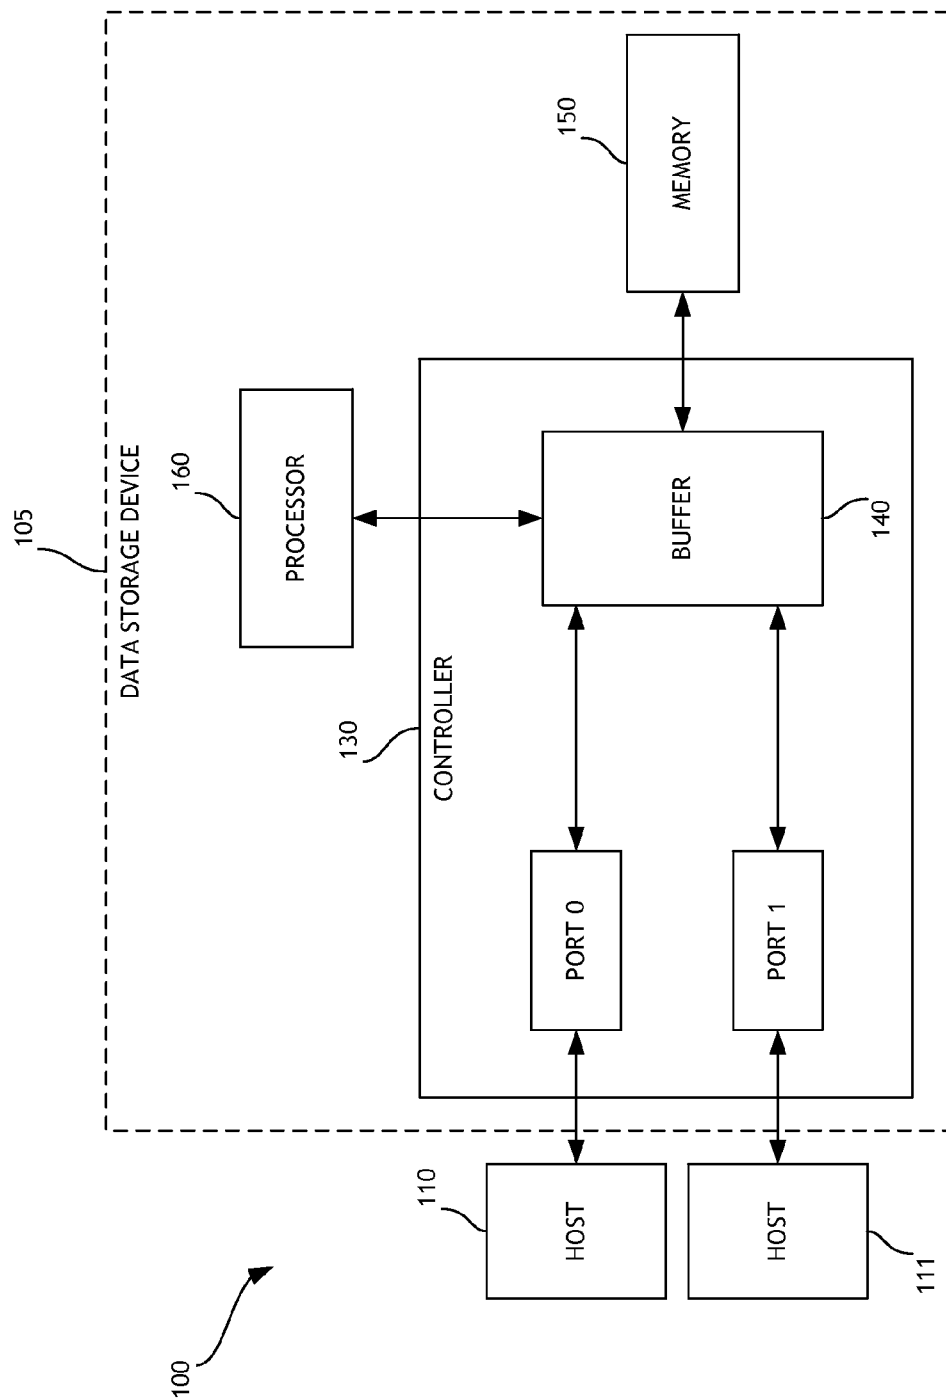 100
105
DATA STORAGE DEVICE
160
PROCESSOR
130
CONTROLLER
110
HOST
PORT 0
BUFFER
140
150
MEMORY
HOST
111
PORT 1